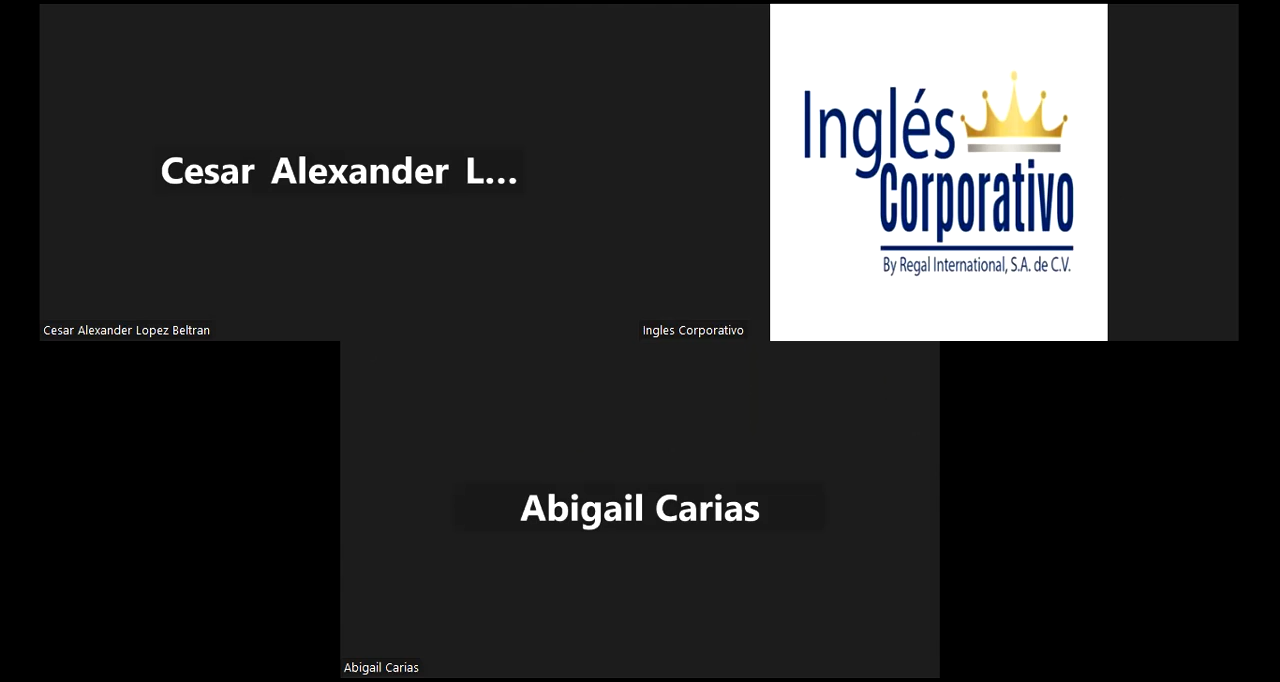 Cesar Alexander L...
Cesar Alexander Lopez Beltran
Inglés
Corporativo
By Regal International, S.A. de C.V.
Ingles Corporativo
Abigail Carias
Abigail Carias